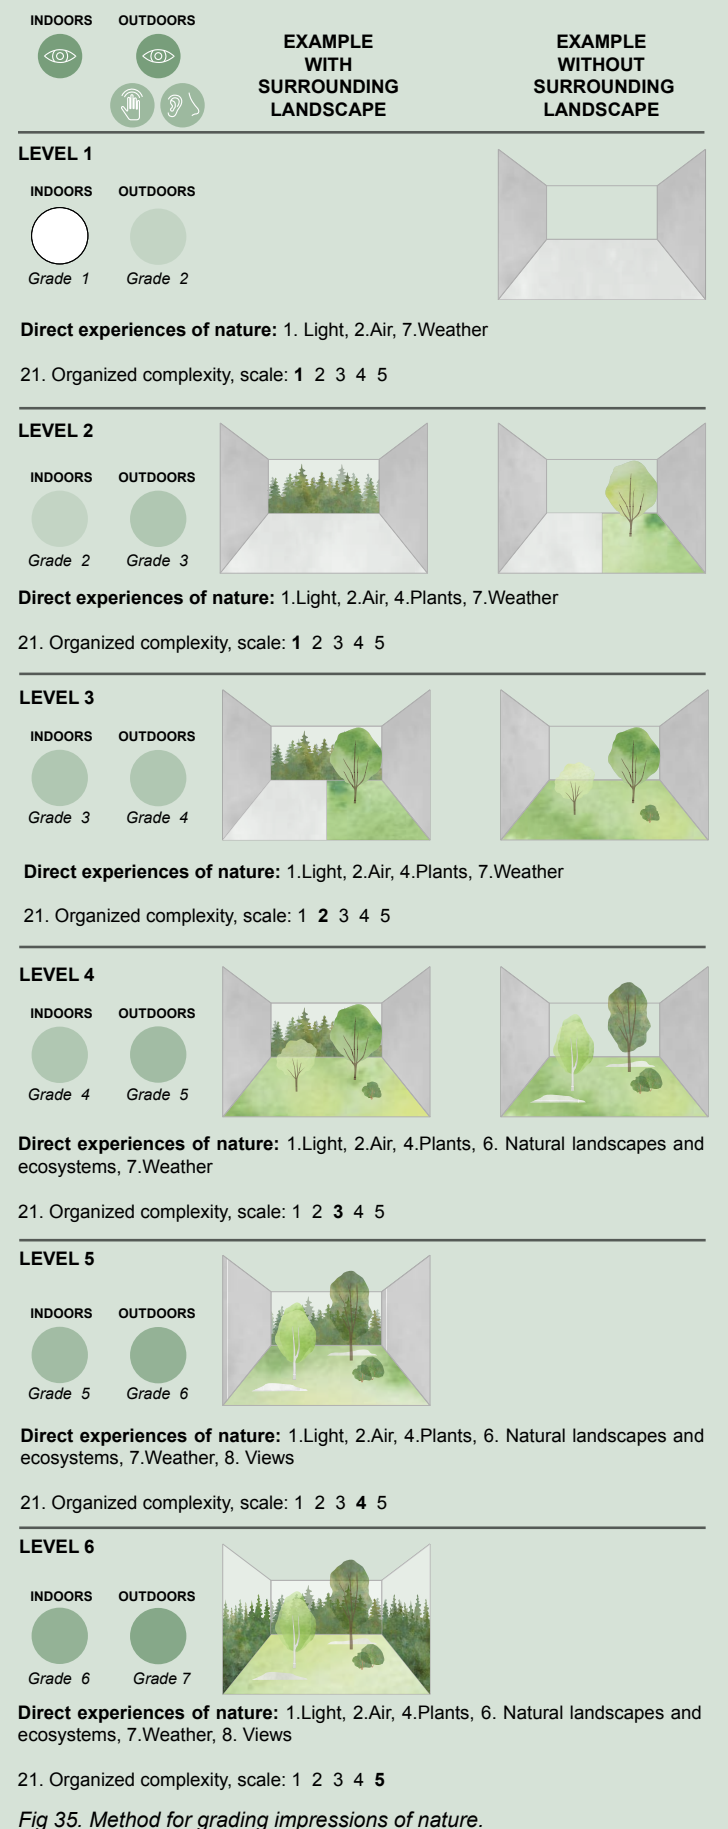 INDOORS OUTDOORS
EXAMPLE
WITH
SURROUNDING
LANDSCAPE
EXAMPLE
WITHOUT
SURROUNDING
LANDSCAPE
LEVEL 1
INDOORS OUTDOORS
Grade 1 Grade 2
Direct experiences of nature: 1. Light, 2.Air, 7.Weather
21. Organized complexity, scale: 1 2 3 4 5
LEVEL 2
INDOORS OUTDOORS
Grade 2 Grade 3
Direct experiences of nature: 1.Light, 2.Air, 4.Plants, 7.Weather
21. Organized complexity, scale: 1 2 3 4 5
LEVEL 3
INDOORS OUTDOORS
Grade 3 Grade 4
Direct experiences of nature: 1.Light, 2.Air, 4.Plants, 7.Weather
21. Organized complexity, scale: 1 2 3 4 5
LEVEL 4
INDOORS OUTDOORS
Grade 4 Grade 5
Direct experiences of nature: 1.Light, 2.Air, 4.Plants, 6. Natural landscapes and
ecosystems, 7.Weather
21. Organized complexity, scale: 1 2 3 4 5
LEVEL 5
INDOORS OUTDOORS
Grade 5 Grade 6
Direct experiences of nature: 1.Light, 2.Air, 4.Plants, 6. Natural landscapes and
ecosystems, 7.Weather, 8. Views
21. Organized complexity, scale: 1 2 3 4 5
LEVEL 6
INDOORS OUTDOORS
Grade 6 Grade 7
Direct experiences of nature: 1.Light, 2.Air, 4.Plants, 6. Natural landscapes and
ecosystems, 7.Weather, 8. Views
21. Organized complexity, scale: 1 2 3 4 5
Fig 35. Method for grading impressions of nature.